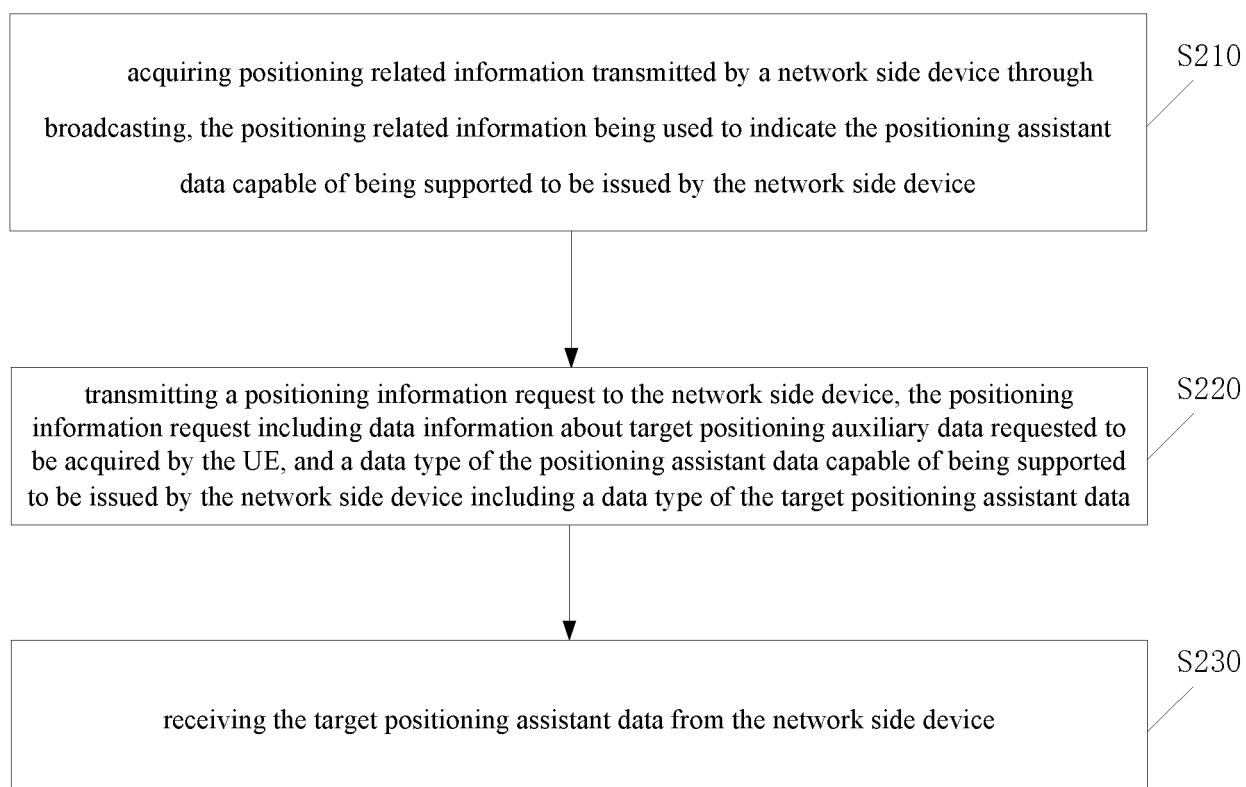 acquiring positioning related information transmitted by a network side device through
broadcasting, the positioning related information being used to indicate the positioning assistant
data capable of being supported to be issued by the network side device
S210
transmitting a positioning information request to the network side device, the positioning
information request including data information about target positioning auxiliary data requested to
be acquired by the UE, and a data type of the positioning assistant data capable of being supported
to be issued by the network side device including a data type of the target positioning assistant data
S220
receiving the target positioning assistant data from the network side device
S230